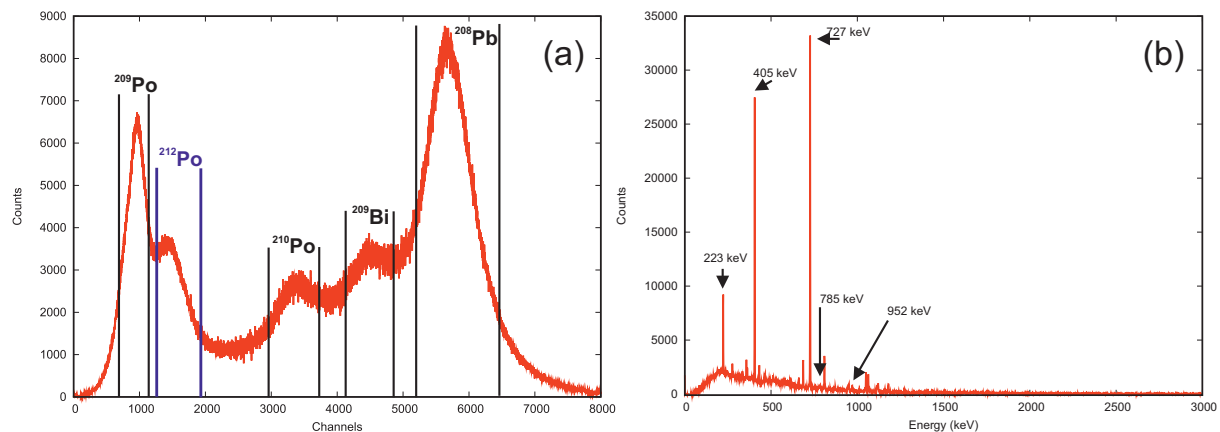 (a)
9000
8000
7000
6000
5000
4000
3000
2000
1000
0
Counts
0 1000 2000 3000 4000 5000 6000 7000 8000
Channels
²⁰⁹Po
²¹²Po
²¹⁰Po
²⁰⁹Bi
²⁰⁸Pb
(b)
35000
30000
25000
20000
15000
10000
5000
0
Counts
0 500 1000 1500 2000 2500 3000
Energy (keV)
727 keV
405 keV
223 keV
785 keV
952 keV